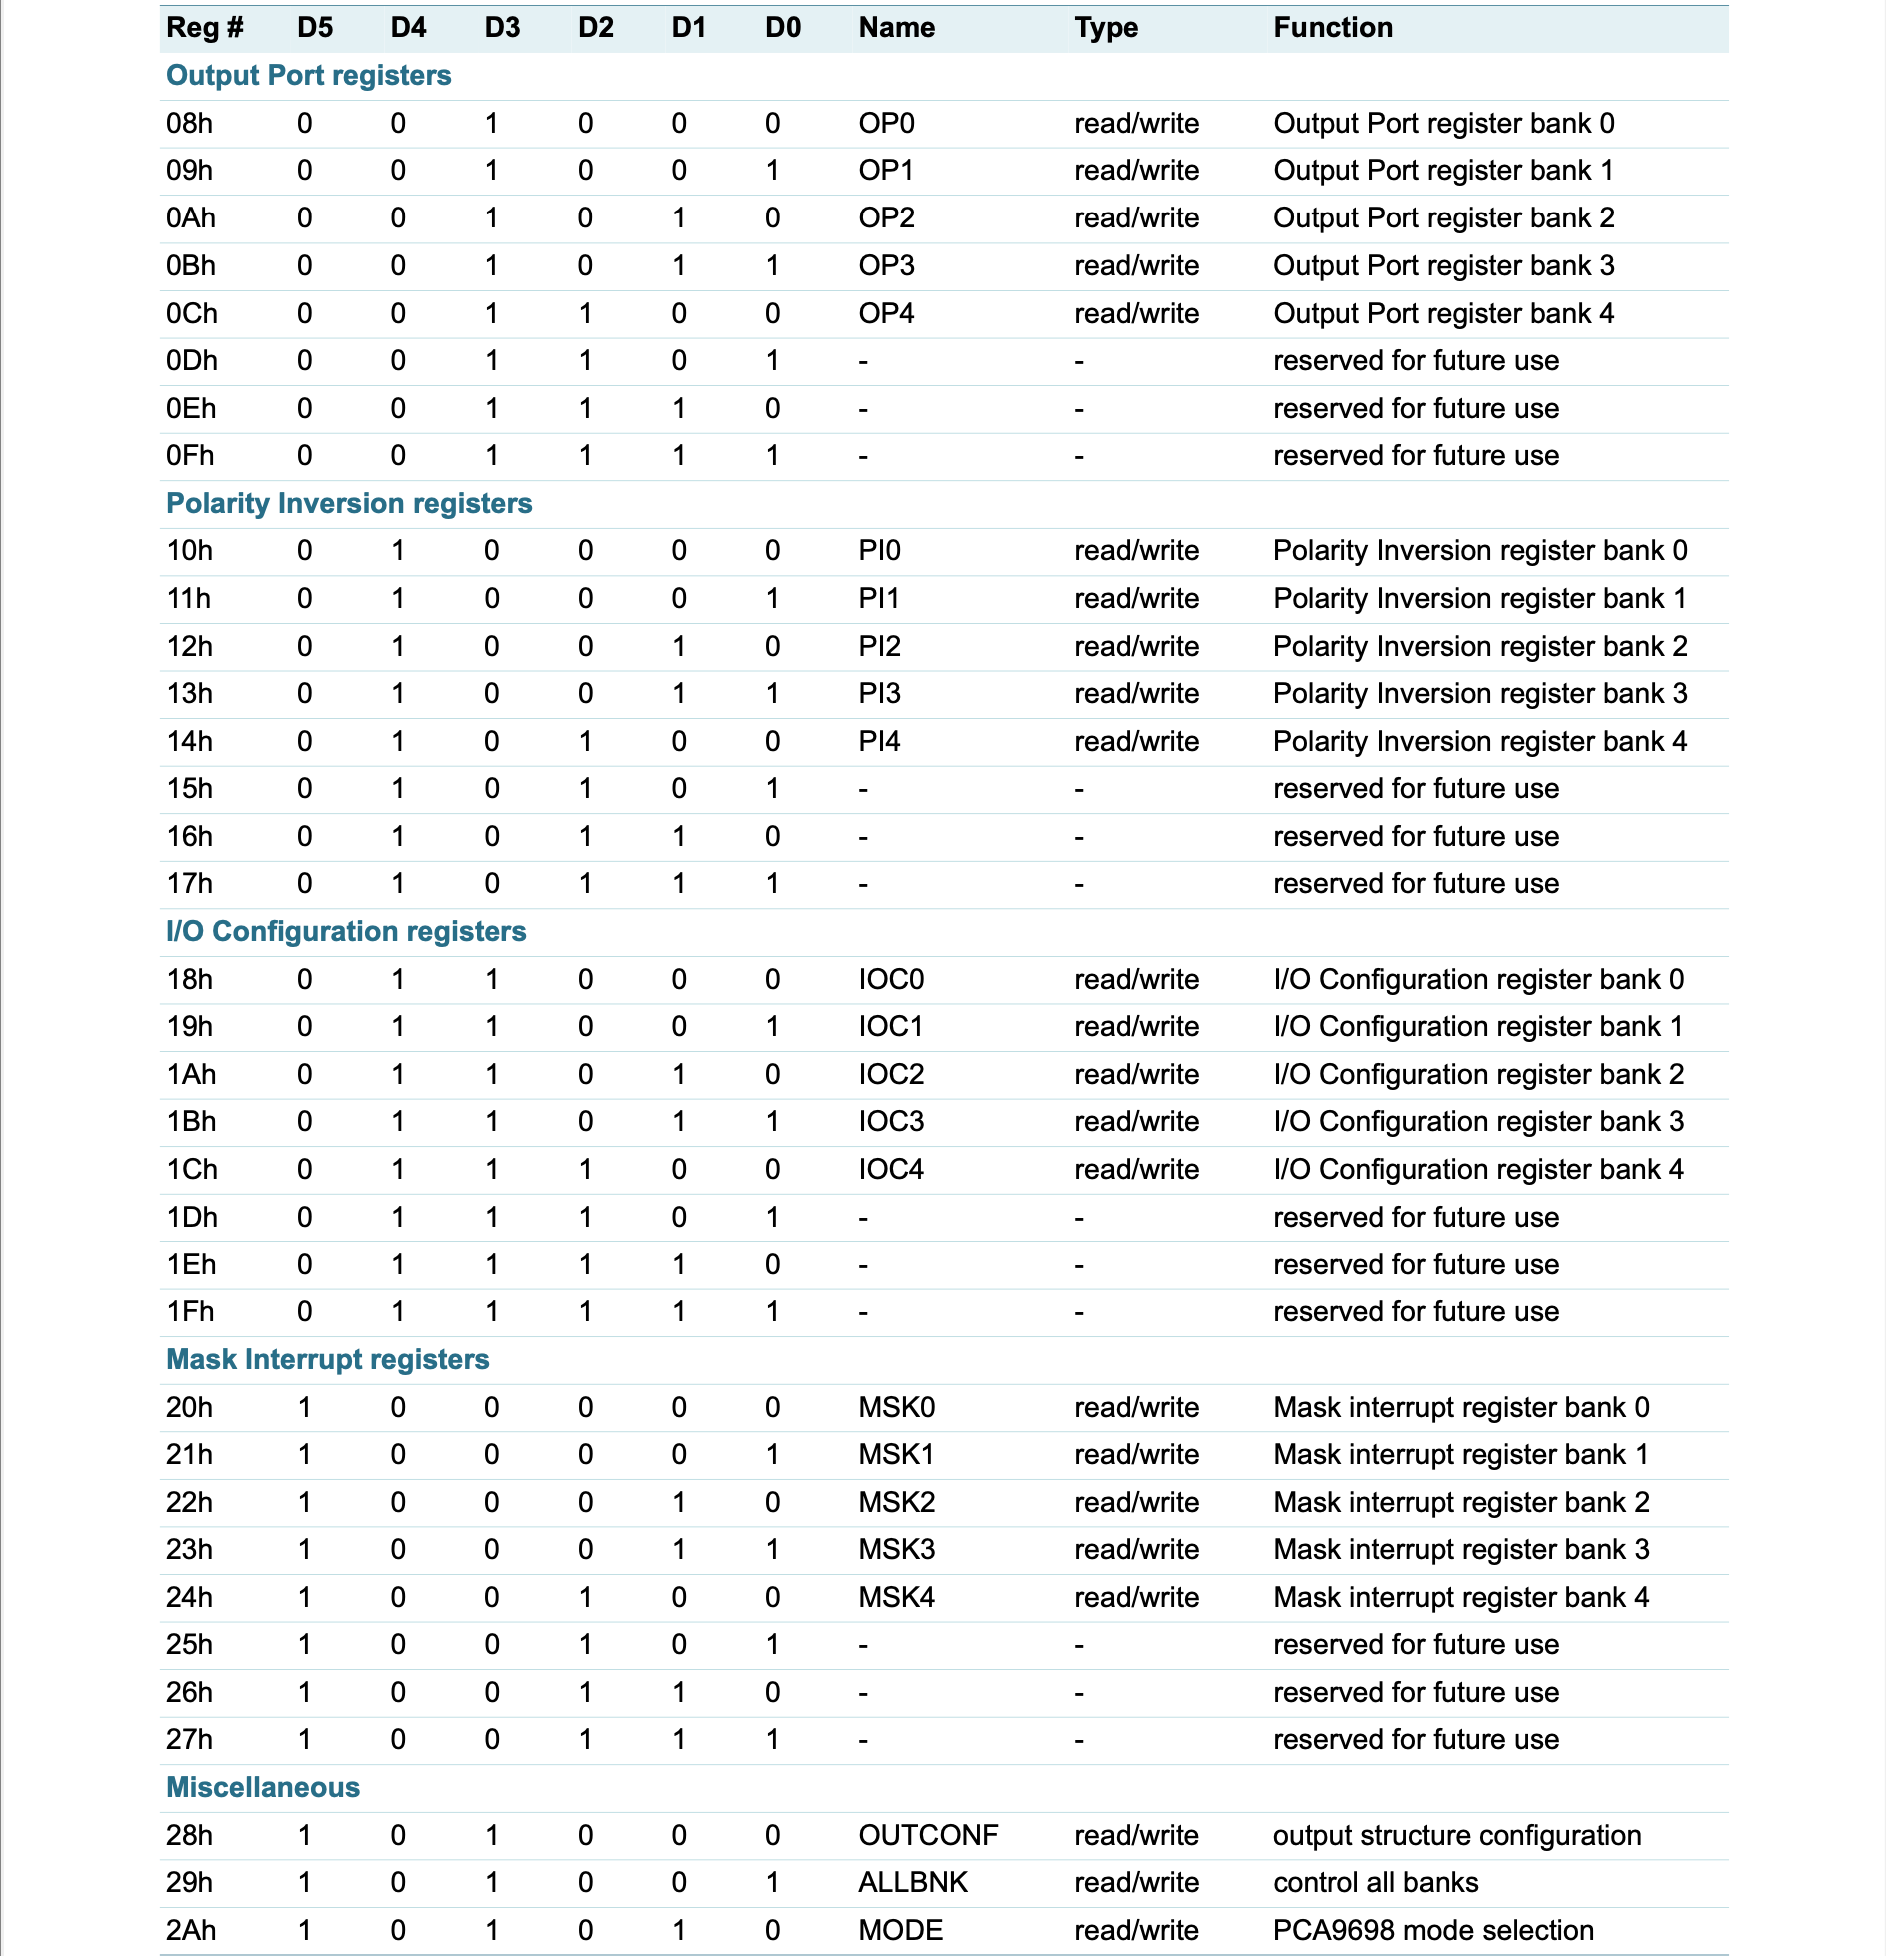 Reg # D5 D4 D3 D2 D1 D0 Name Type Function
Output Port registers
08h 0 0 1 0 0 0 OP0 read/write Output Port register bank 0
09h 0 0 1 0 0 1 OP1 read/write Output Port register bank 1
0Ah 0 0 1 0 1 0 OP2 read/write Output Port register bank 2
0Bh 0 0 1 0 1 1 OP3 read/write Output Port register bank 3
0Ch 0 0 1 1 0 0 OP4 read/write Output Port register bank 4
0Dh 0 0 1 1 0 1 - - reserved for future use
0Eh 0 0 1 1 1 0 - - reserved for future use
0Fh 0 0 1 1 1 1 - - reserved for future use
Polarity Inversion registers
10h 0 1 0 0 0 0 PI0 read/write Polarity Inversion register bank 0
11h 0 1 0 0 0 1 PI1 read/write Polarity Inversion register bank 1
12h 0 1 0 0 1 0 PI2 read/write Polarity Inversion register bank 2
13h 0 1 0 0 1 1 PI3 read/write Polarity Inversion register bank 3
14h 0 1 0 1 0 0 PI4 read/write Polarity Inversion register bank 4
15h 0 1 0 1 0 1 - - reserved for future use
16h 0 1 0 1 1 0 - - reserved for future use
17h 0 1 0 1 1 1 - - reserved for future use
I/O Configuration registers
18h 0 1 1 0 0 0 IOC0 read/write I/O Configuration register bank 0
19h 0 1 1 0 0 1 IOC1 read/write I/O Configuration register bank 1
1Ah 0 1 1 0 1 0 IOC2 read/write I/O Configuration register bank 2
1Bh 0 1 1 0 1 1 IOC3 read/write I/O Configuration register bank 3
1Ch 0 1 1 1 0 0 IOC4 read/write I/O Configuration register bank 4
1Dh 0 1 1 1 0 1 - - reserved for future use
1Eh 0 1 1 1 1 0 - - reserved for future use
1Fh 0 1 1 1 1 1 - - reserved for future use
Mask Interrupt registers
20h 1 0 0 0 0 0 MSK0 read/write Mask interrupt register bank 0
21h 1 0 0 0 0 1 MSK1 read/write Mask interrupt register bank 1
22h 1 0 0 0 1 0 MSK2 read/write Mask interrupt register bank 2
23h 1 0 0 0 1 1 MSK3 read/write Mask interrupt register bank 3
24h 1 0 0 1 0 0 MSK4 read/write Mask interrupt register bank 4
25h 1 0 0 1 0 1 - - reserved for future use
26h 1 0 0 1 1 0 - - reserved for future use
27h 1 0 0 1 1 1 - - reserved for future use
Miscellaneous
28h 1 0 1 0 0 0 OUTCONF read/write output structure configuration
29h 1 0 1 0 0 1 ALLBNK read/write control all banks
2Ah 1 0 1 0 1 0 MODE read/write PCA9698 mode selection